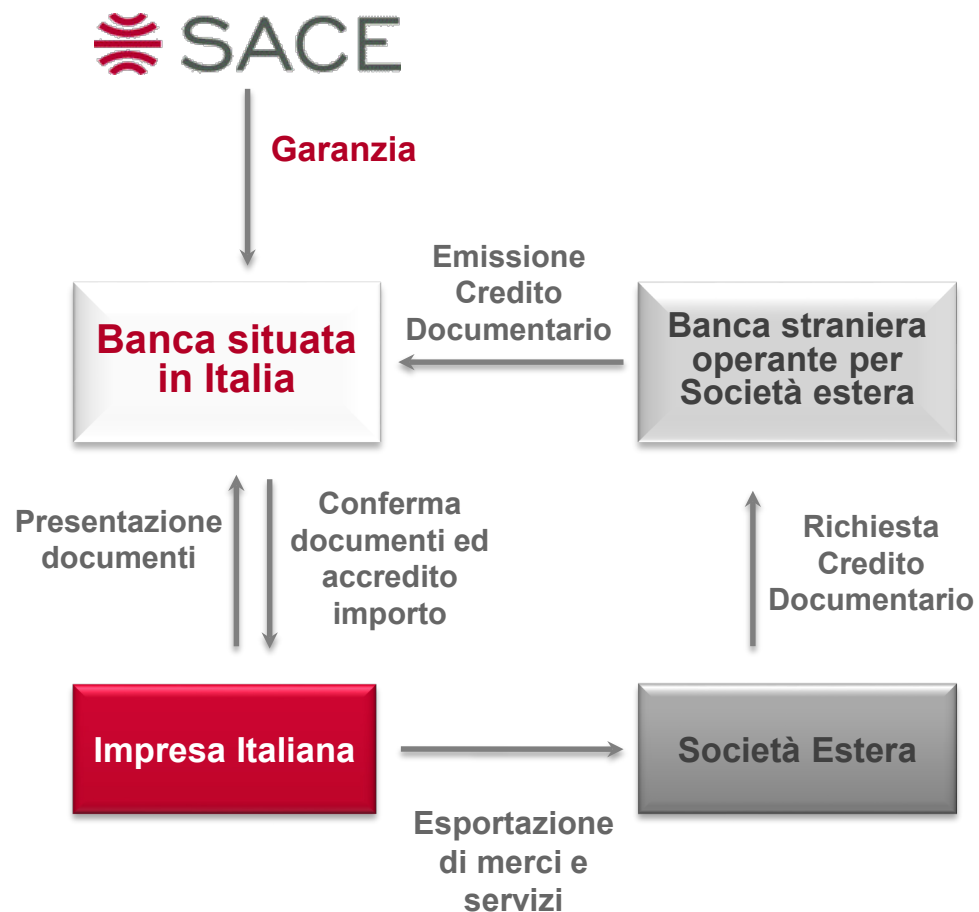 SACE
Garanzia
Emissione
Credito
Documentario
Banca situata
in Italia
Banca straniera
operante per
Società estera
Presentazione
documenti
Conferma
documenti ed
accredito
importo
Richiesta
Credito
Documentario
Impresa Italiana
Società Estera
Esportazione
di merci e
servizi